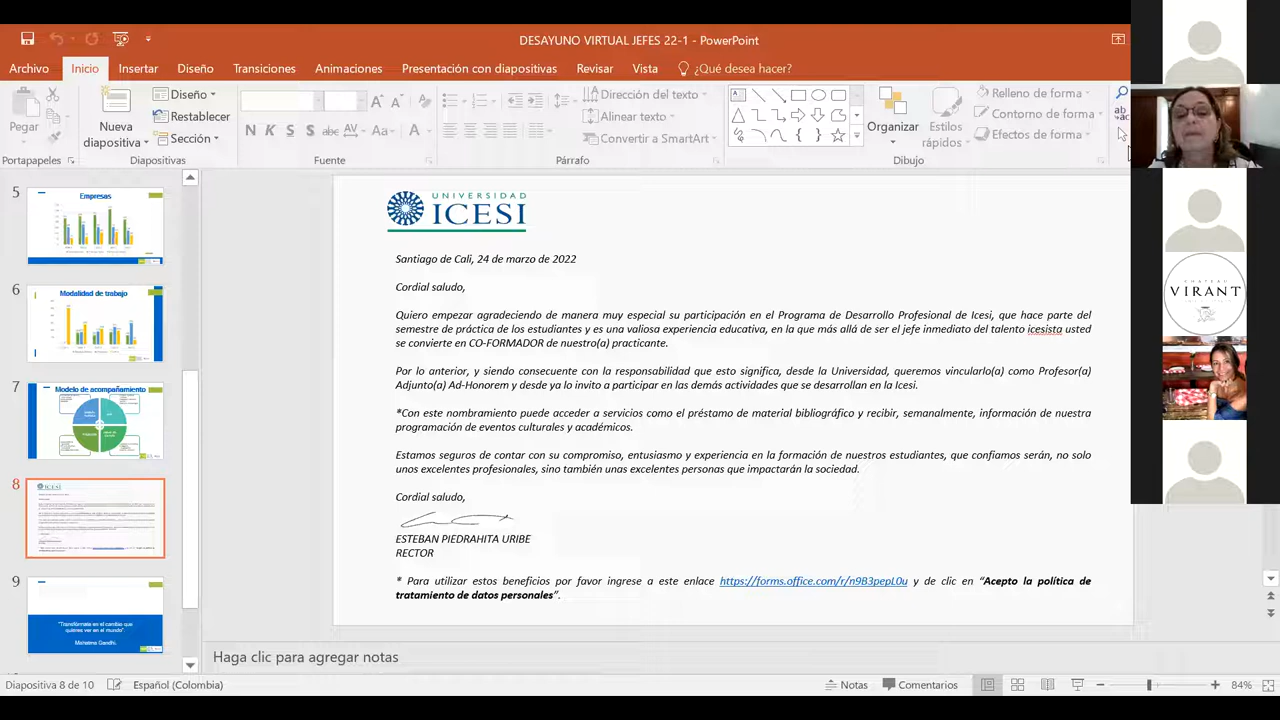 DESAYUNO VIRTUAL JEFES 22-1 - PowerPoint
Archivo Inicio Insertar Diseño Transiciones Animaciones Presentación con diapositivas Revisar Vista ¿Qué desea hacer?
Pegar
Nueva diapositiva
Diseño
Restablecer
Sección
N K S S abc AV Aa A
Dirección del texto
Alinear texto
Convertir a SmartArt
Organizar
Estilos rápidos
Relleno de forma
Contorno de forma
Efectos de forma
Portapapeles Diapositivas Fuente Párrafo Dibujo
5
Empresas
6
Modalidad de trabajo
7
Modelo de acompañamiento
8
ICESI
9
"Transfórmate en el cambio que
quieres ver en el mundo".
Mahatma Gandhi.
UNIVERSIDAD
ICESI
Santiago de Cali, 24 de marzo de 2022
Cordial saludo,
Quiero empezar agradeciendo de manera muy especial su participación en el Programa de Desarrollo Profesional de Icesi, que hace parte del
semestre de práctica de los estudiantes y es una valiosa experiencia educativa, en la que más allá de ser el jefe inmediato del talento icesista usted
se convierte en CO-FORMADOR de nuestro(a) practicante.
Por lo anterior, y siendo consecuente con la responsabilidad que esto significa, desde la Universidad, queremos vincularlo(a) como Profesor(a)
Adjunto(a) Ad-Honorem y desde ya lo invito a participar en las demás actividades que se desarrollan en la Icesi.
*Con este nombramiento puede acceder a servicios como el préstamo de material bibliográfico y recibir, semanalmente, información de nuestra
programación de eventos culturales y académicos.
Estamos seguros de contar con su compromiso, entusiasmo y experiencia en la formación de nuestros estudiantes, que confiamos serán, no solo
unos excelentes profesionales, sino también unas excelentes personas que impactarán la sociedad.
Cordial saludo,
ESTEBAN PIEDRAHITA URIBE
RECTOR
* Para utilizar estos beneficios por favor ingrese a este enlace https://forms.office.com/r/n9B3pepL0u y de clic en "Acepto la política de
tratamiento de datos personales".
CHÂTEAU
VIRANT
Haga clic para agregar notas
Diapositiva 8 de 10 Español (Colombia) Notas Comentarios 84%